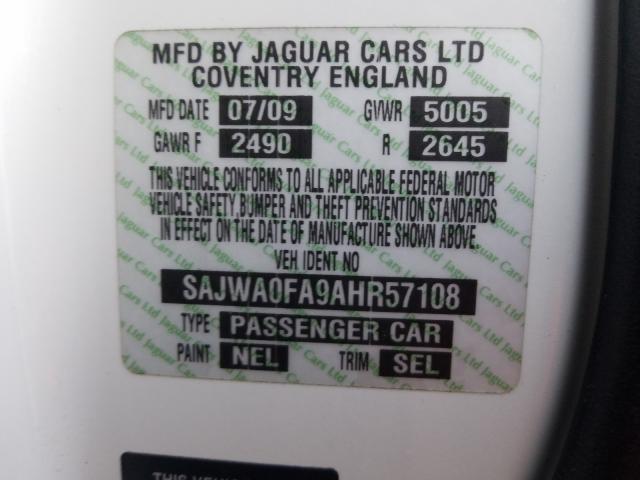 MFD BY JAGUAR CARS LTD
COVENTRY ENGLAND
MFD DATE 07/09 GVWR 5005
GAWR F 2490 R 2645
THIS VEHICLE CONFORMS TO ALL APPLICABLE FEDERAL MOTOR
VEHICLE SAFETY, BUMPER AND THEFT PREVENTION STANDARDS
IN EFFECT ON THE DATE OF MANUFACTURE SHOWN ABOVE.
VEH IDENT NO
SAJWA0FA9AHR57108
TYPE PASSENGER CAR
PAINT NEL TRIM SEL
THIS